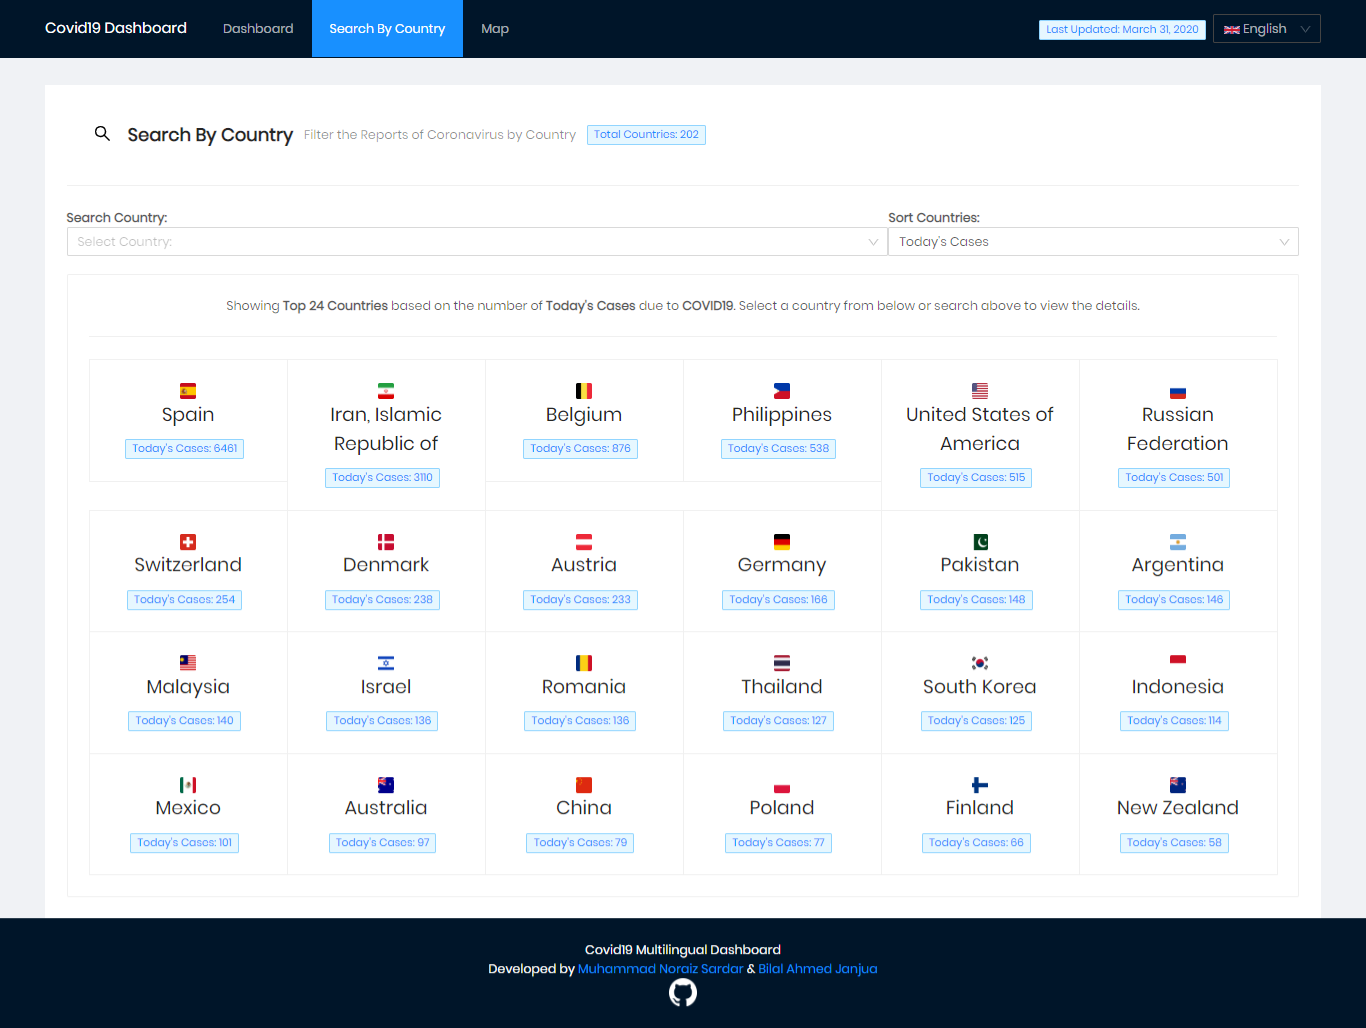 Covid19 Dashboard
Dashboard
Search By Country
Map
Last Updated: March 31, 2020
English
Search By Country
Filter the Reports of Coronavirus by Country
Total Countries: 202
Search Country:
Sort Countries:
Select Country:
Today's Cases
Showing Top 24 Countries based on the number of Today's Cases due to COVID19. Select a country from below or search above to view the details.
Spain
Today's Cases: 6461
Iran, Islamic
Republic of
Today's Cases: 3110
Belgium
Today's Cases: 876
Philippines
Today's Cases: 538
United States of
America
Today's Cases: 515
Russian
Federation
Today's Cases: 501
Switzerland
Today's Cases: 254
Denmark
Today's Cases: 238
Austria
Today's Cases: 233
Germany
Today's Cases: 166
Pakistan
Today's Cases: 148
Argentina
Today's Cases: 146
Malaysia
Today's Cases: 140
Israel
Today's Cases: 136
Romania
Today's Cases: 136
Thailand
Today's Cases: 127
South Korea
Today's Cases: 125
Indonesia
Today's Cases: 114
Mexico
Today's Cases: 101
Australia
Today's Cases: 97
China
Today's Cases: 79
Poland
Today's Cases: 77
Finland
Today's Cases: 66
New Zealand
Today's Cases: 58
Covid19 Multilingual Dashboard
Developed by Muhammad Noraiz Sardar & Bilal Ahmed Janjua